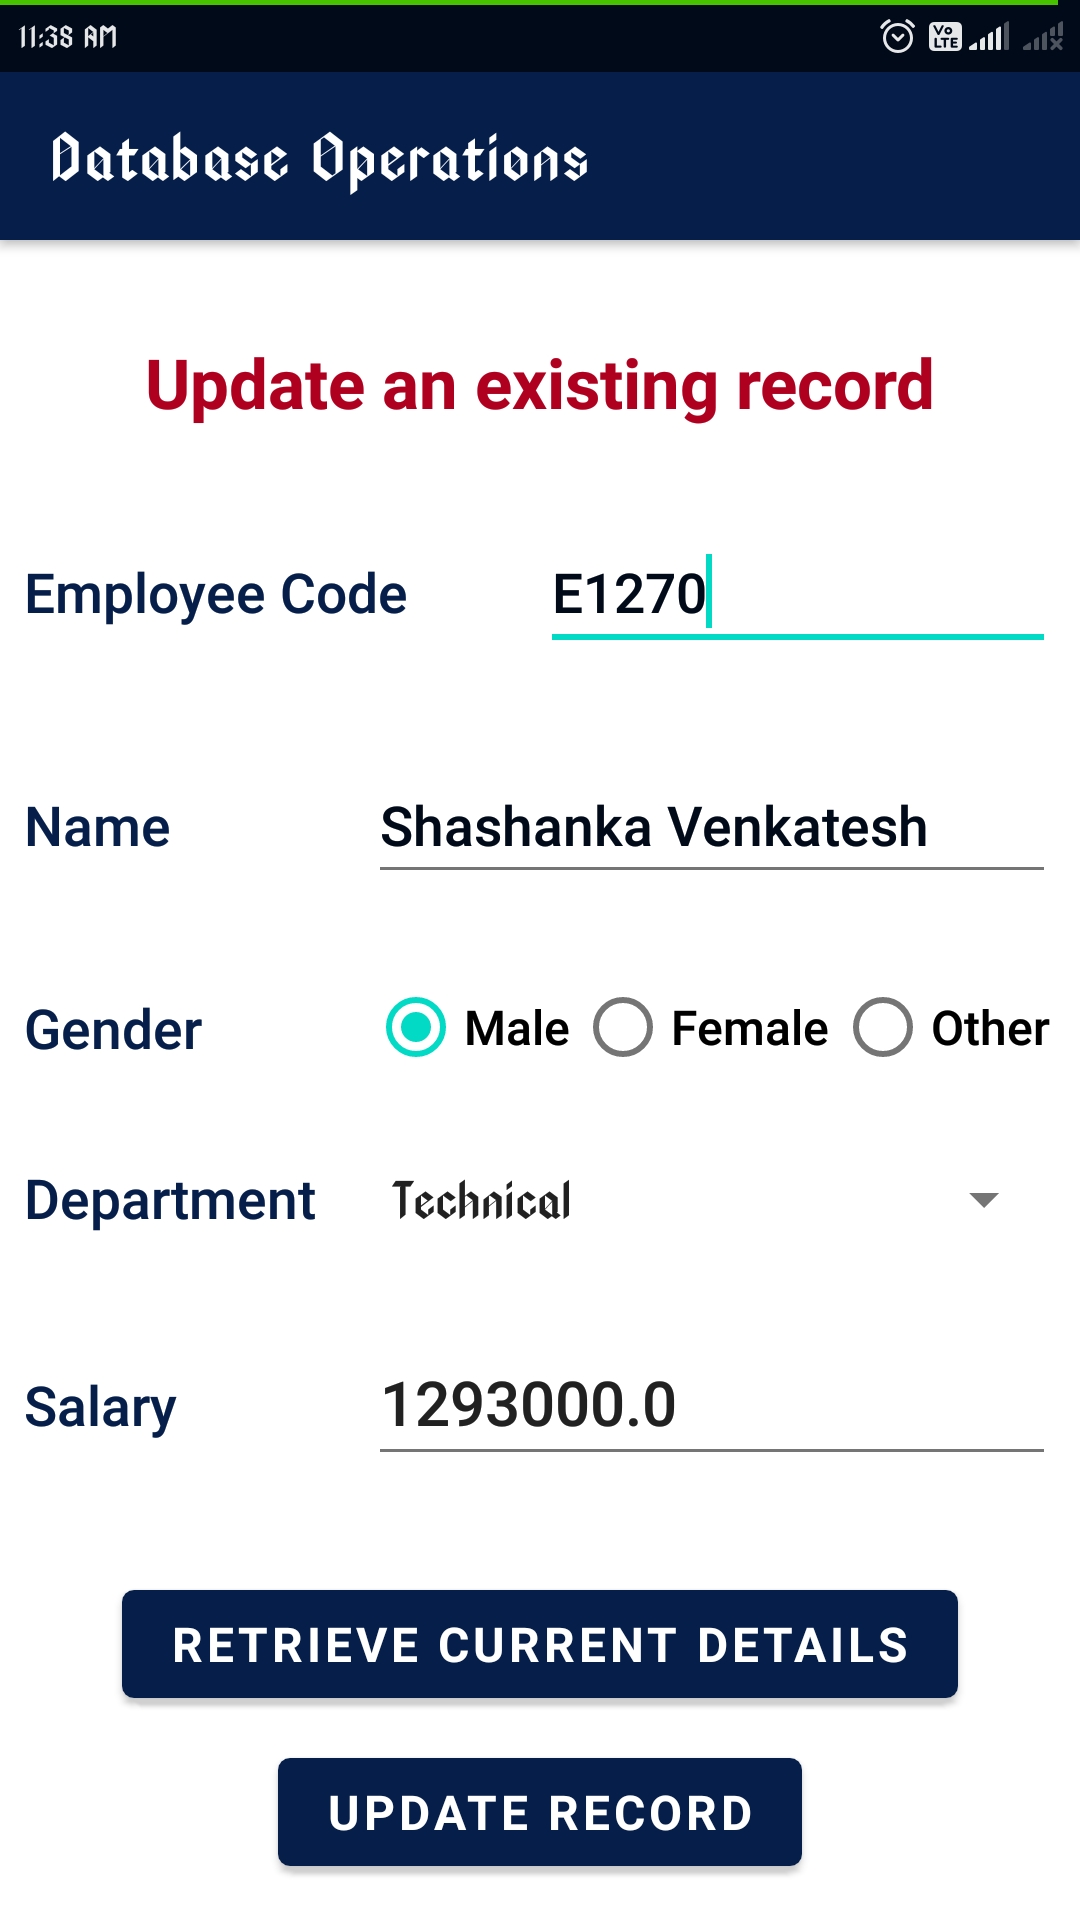 11:38 AM Vo LTE
Database Operations
Update an existing record
Employee Code E1270
Name Shashanka Venkatesh
Gender Male Female Other
Department Technical
Salary 1293000.0
RETRIEVE CURRENT DETAILS
UPDATE RECORD